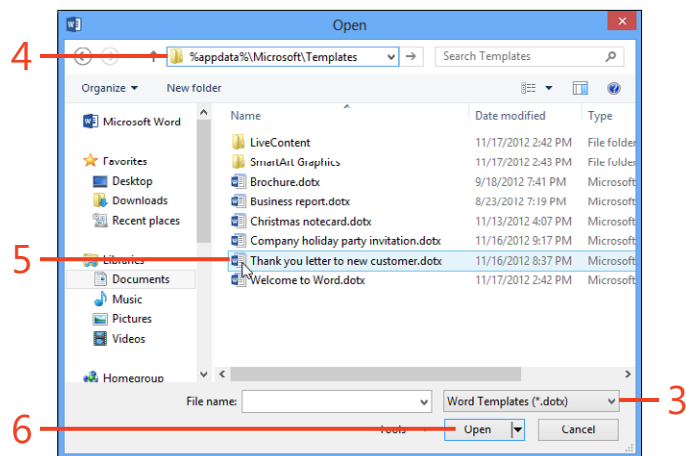 Open
4
%appdata%\Microsoft\Templates
Search Templates
Organize
New folder
Name
Date modified
Type
Microsoft Word
LiveContent
11/17/2012 2:42 PM
File folder
Favorites
SmartArt Graphics
11/17/2012 2:43 PM
File folder
Desktop
Brochure.dotx
9/18/2012 7:41 PM
Microsoft
Downloads
Business report.dotx
8/23/2012 7:19 PM
Microsoft
Recent places
Christmas notecard.dotx
11/13/2012 4:07 PM
Microsoft
Company holiday party invitation.dotx
11/16/2012 9:17 PM
Microsoft
5
Libraries
Thank you letter to new customer.dotx
11/16/2012 8:37 PM
Microsoft
Documents
Welcome to Word.dotx
11/17/2012 2:42 PM
Microsoft
Music
Pictures
Videos
Homegroup
File name:
Word Templates (*.dotx)
3
6
Tools
Open
Cancel